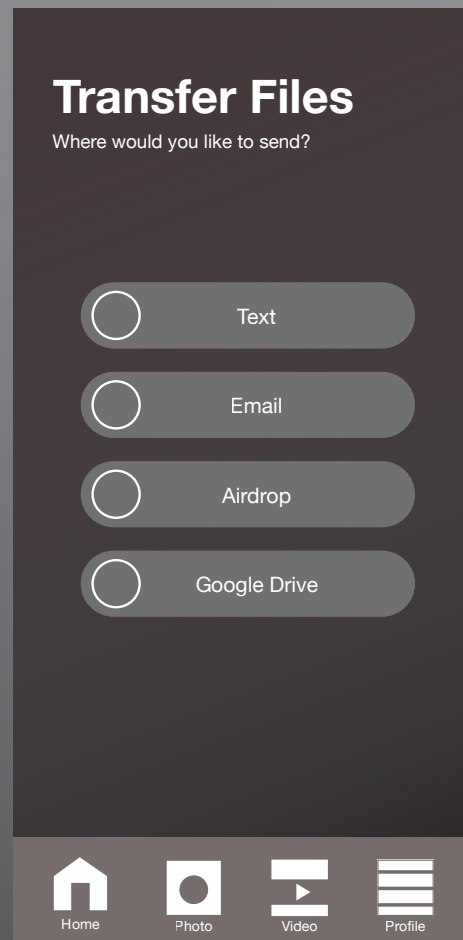 Transfer Files
Where would you like to send?
Text
Email
Airdrop
Google Drive
Home
Photo
Video
Profile